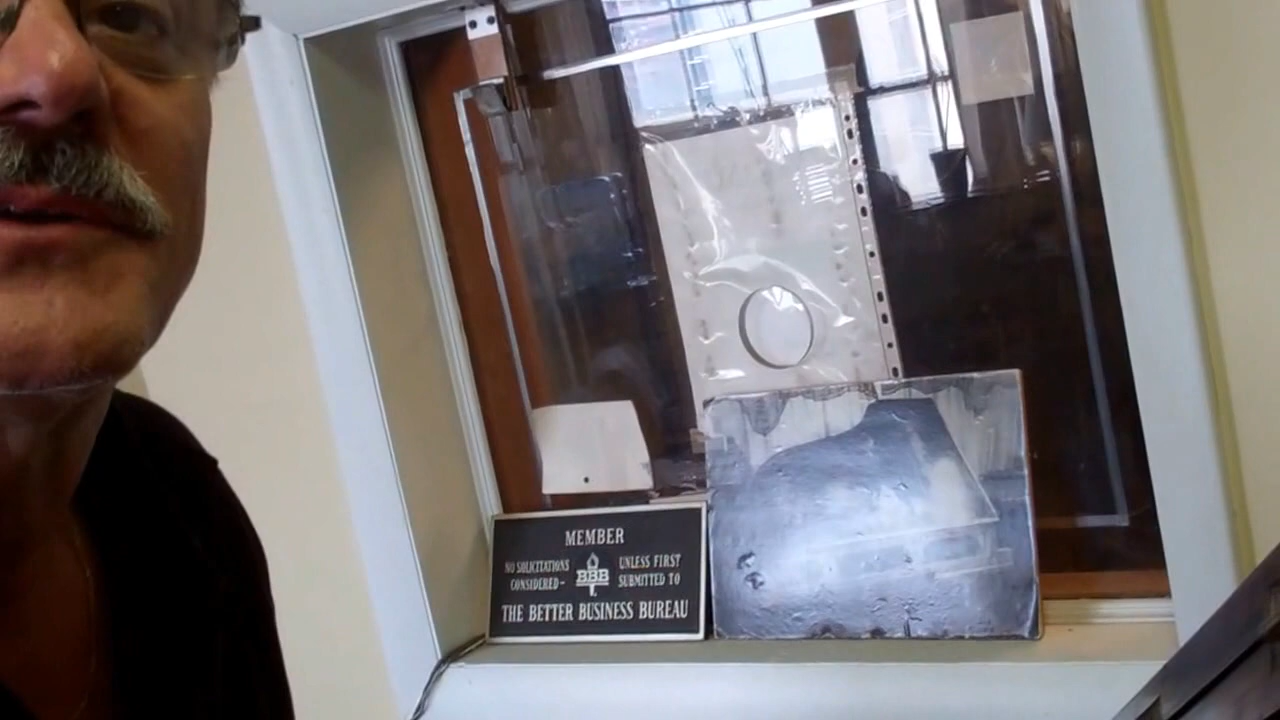 MEMBER
NO SOLICITATIONS UNLESS FIRST
CONSIDERED- BBB SUBMITTED TO
THE BETTER BUSINESS BUREAU